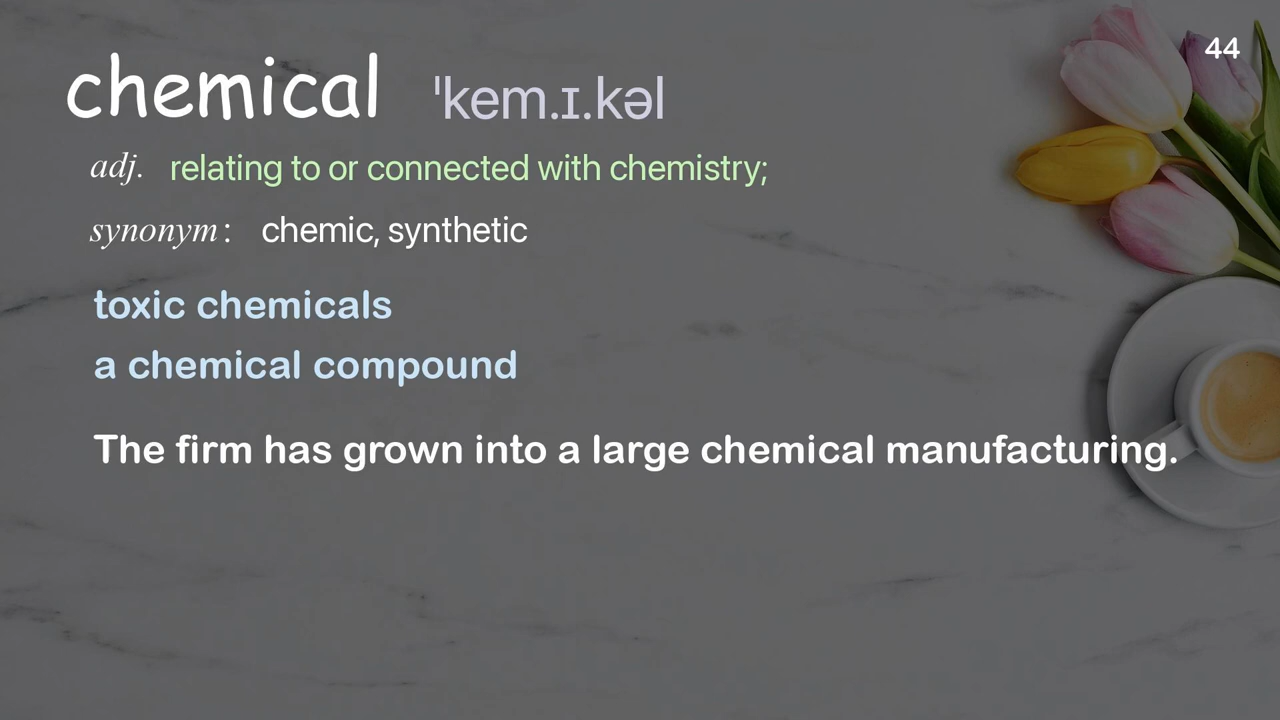 44
chemical ˈkem.ɪ.kəl
adj. relating to or connected with chemistry;
synonym: chemic, synthetic
toxic chemicals
a chemical compound
The firm has grown into a large chemical manufacturing.